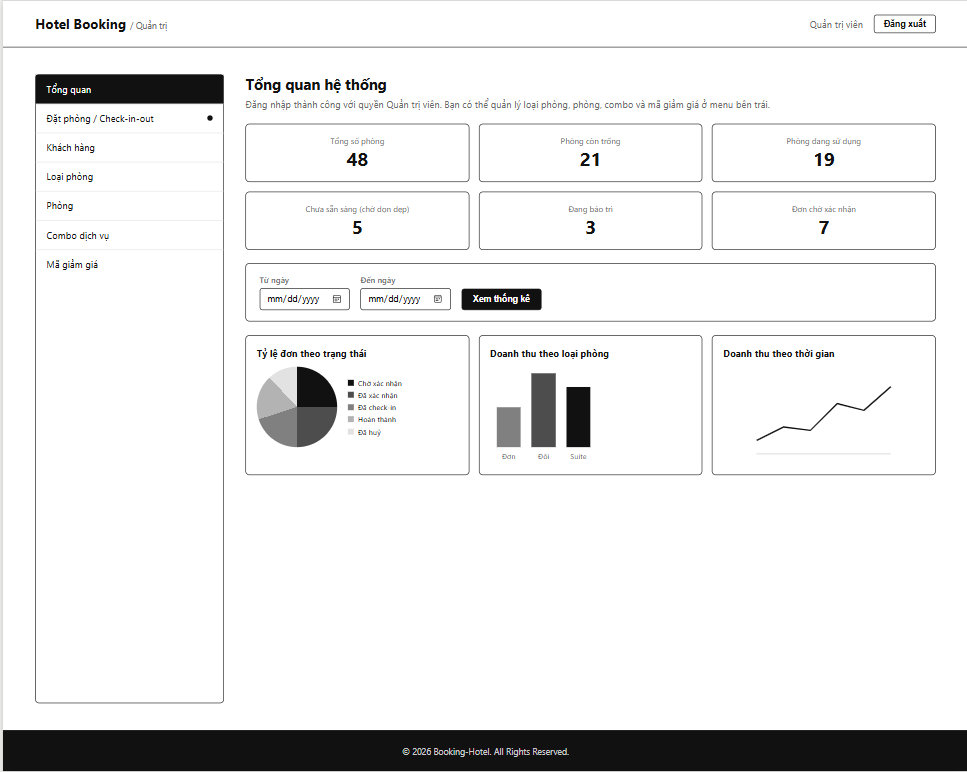 Hotel Booking / Quản trị
Quản trị viên
Đăng xuất
Tổng quan
Đặt phòng / Check-in-out
Khách hàng
Loại phòng
Phòng
Combo dịch vụ
Mã giảm giá
Tổng quan hệ thống
Đăng nhập thành công với quyền Quản trị viên. Bạn có thể quản lý loại phòng, phòng, combo và mã giảm giá ở menu bên trái.
Tổng số phòng
48
Phòng còn trống
21
Phòng đang sử dụng
19
Chưa sẵn sàng (chờ dọn dẹp)
5
Đang bảo trì
3
Đơn chờ xác nhận
7
Từ ngày
mm/dd/yyyy
Đến ngày
mm/dd/yyyy
Xem thống kê
Tỷ lệ đơn theo trạng thái
Chờ xác nhận
Đã xác nhận
Đã check-in
Hoàn thành
Đã huỷ
Doanh thu theo loại phòng
Đơn
Đôi
Suite
Doanh thu theo thời gian
© 2026 Booking-Hotel. All Rights Reserved.